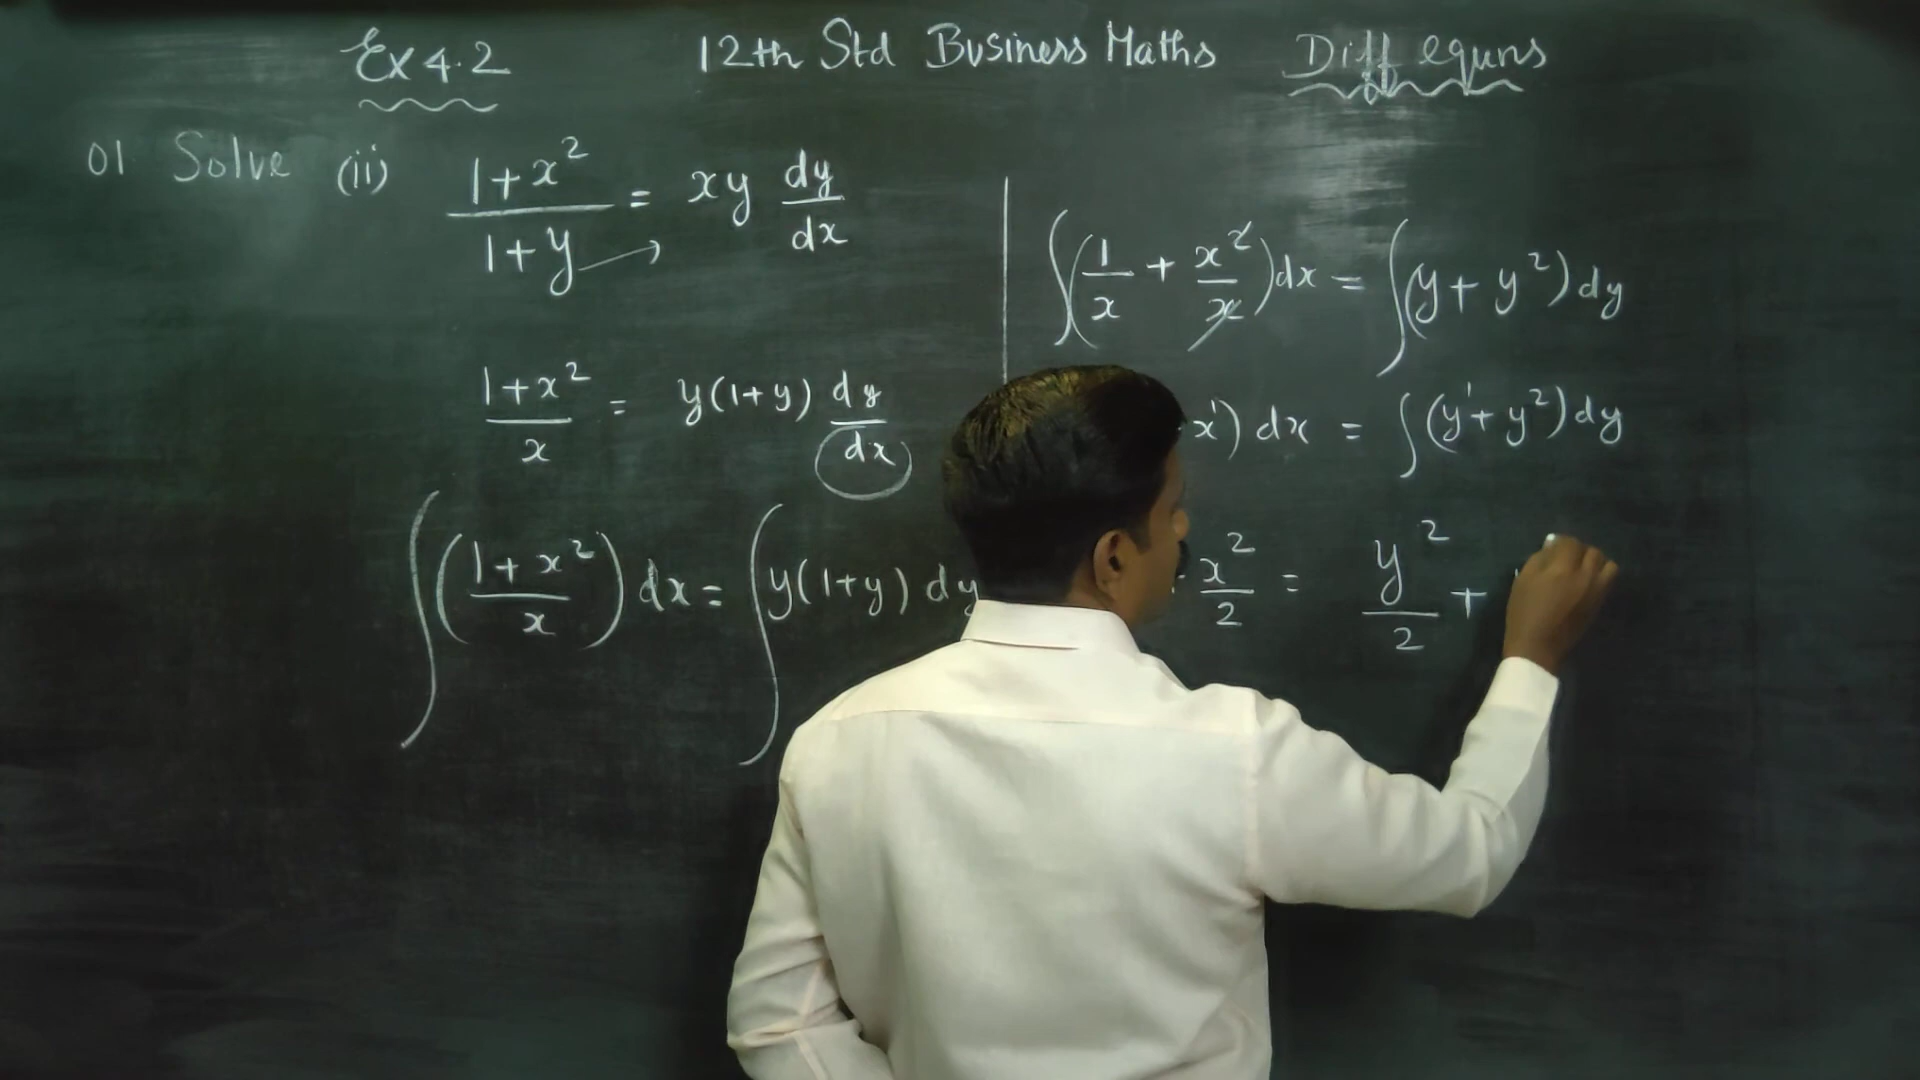 Ex 4.2 12th Std Business Maths Diff equns
01 Solve (ii) (1+x²)/(1+y) = xy dy/dx
(1+x²)/x = y(1+y) dy/dx
∫((1+x²)/x) dx = ∫y(1+y) dy
∫(1/x + x²/x)dx = ∫(y + y²) dy
x¹) dx = ∫(y¹+y²) dy
x²/2 = y²/2 +